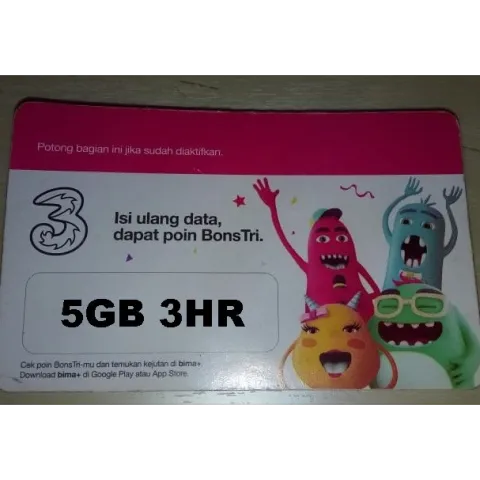 Potong bagian ini jika sudah diaktifkan.
3
Isi ulang data,
dapat poin BonsTri.
5GB 3HR
Cek poin BonsTri-mu dan temukan kejutan di bima+
Download bima+ di Google Play atau App Store.